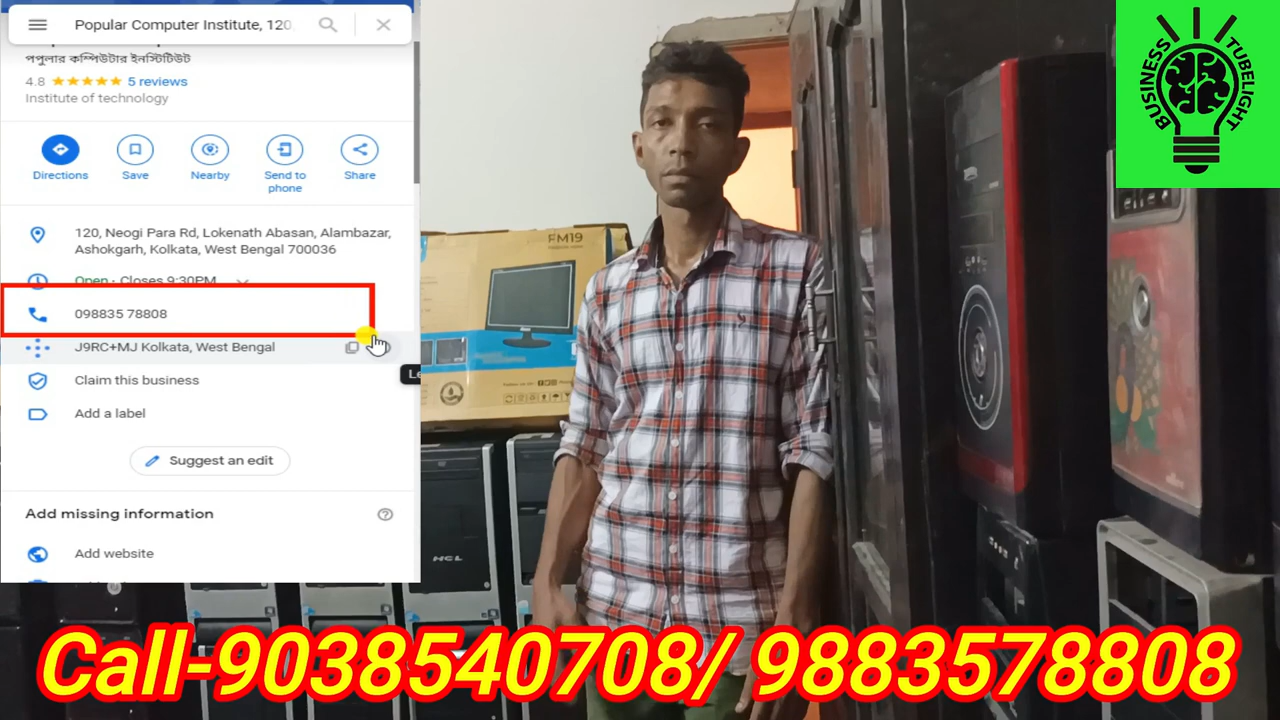 Popular Computer Institute, 120,
পপুলার কম্পিউটার ইনস্টিটিউট
4.8 ★★★★★ 5 reviews
Institute of technology
Directions
Save
Nearby
Send to
phone
Share
120, Neogi Para Rd, Lokenath Abasan, Alambazar,
Ashokgarh, Kolkata, West Bengal 700036
Open · Closes 9:30PM
098835 78808
J9RC+MJ Kolkata, West Bengal
Claim this business
Add a label
Suggest an edit
Add missing information
Add website
FM19
HCL
BUSINESS
TUBELIGHT
Call-9038540708/ 9883578808